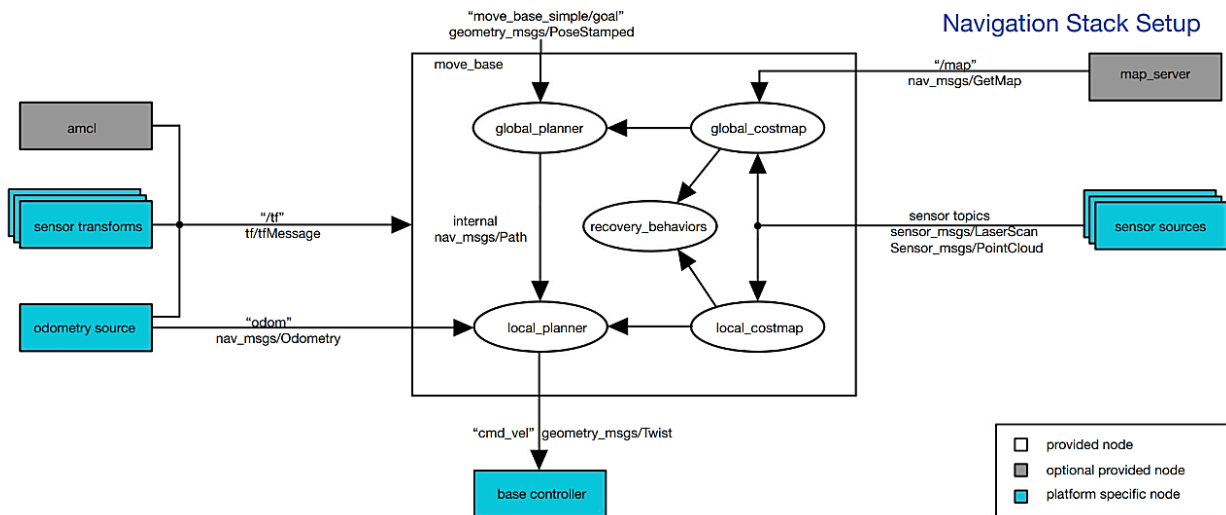 Navigation Stack Setup
“move_base_simple/goal”
geometry_msgs/PoseStamped
move_base
“/map”
nav_msgs/GetMap
map_server
amcl
global_planner
global_costmap
sensor transforms
“/tf”
tf/tfMessage
internal
nav_msgs/Path
recovery_behaviors
sensor topics
sensor_msgs/LaserScan
Sensor_msgs/PointCloud
sensor sources
odometry source
“odom”
nav_msgs/Odometry
local_planner
local_costmap
“cmd_vel” geometry_msgs/Twist
base controller
provided node
optional provided node
platform specific node